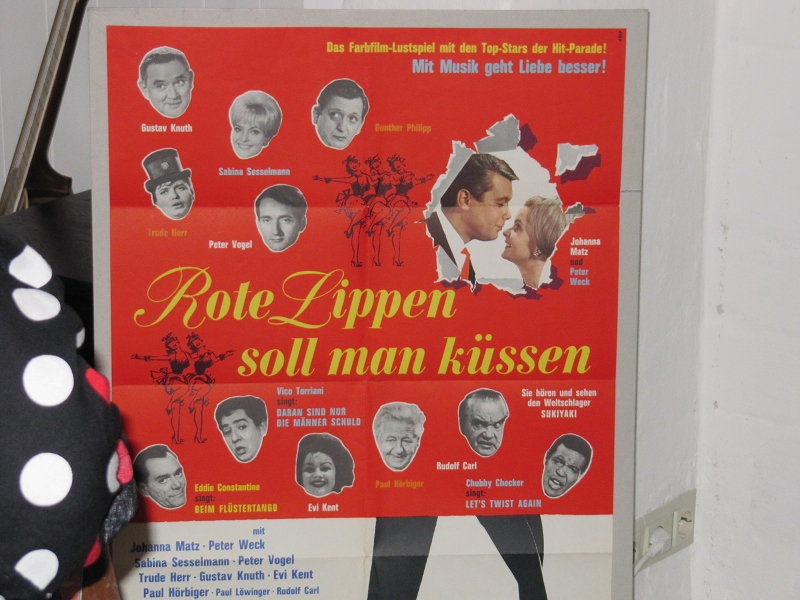 Das Farbfilm-Lustspiel mit den Top-Stars der Hit-Parade!
Mit Musik geht Liebe besser!
Gustav Knuth
Gunther Philipp
Sabina Sesselmann
Trude Herr
Peter Vogel
Johanna
Matz
und
Peter
Weck
Rote Lippen
soll man küssen
Vico Torriani
singt:
DARAN SIND NUR
DIE MÄNNER SCHULD
Sie hören und sehen
den Weltschlager
SUKIYAKI
Eddie Constantine
singt:
BEIM FLÜSTERTANGO
Evi Kent
Paul Hörbiger
Rudolf Carl
Chubby Checker
singt:
LET'S TWIST AGAIN
mit
Johanna Matz · Peter Weck
Sabina Sesselmann · Peter Vogel
Trude Herr · Gustav Knuth · Evi Kent
Paul Hörbiger · Paul Löwinger · Rudolf Carl